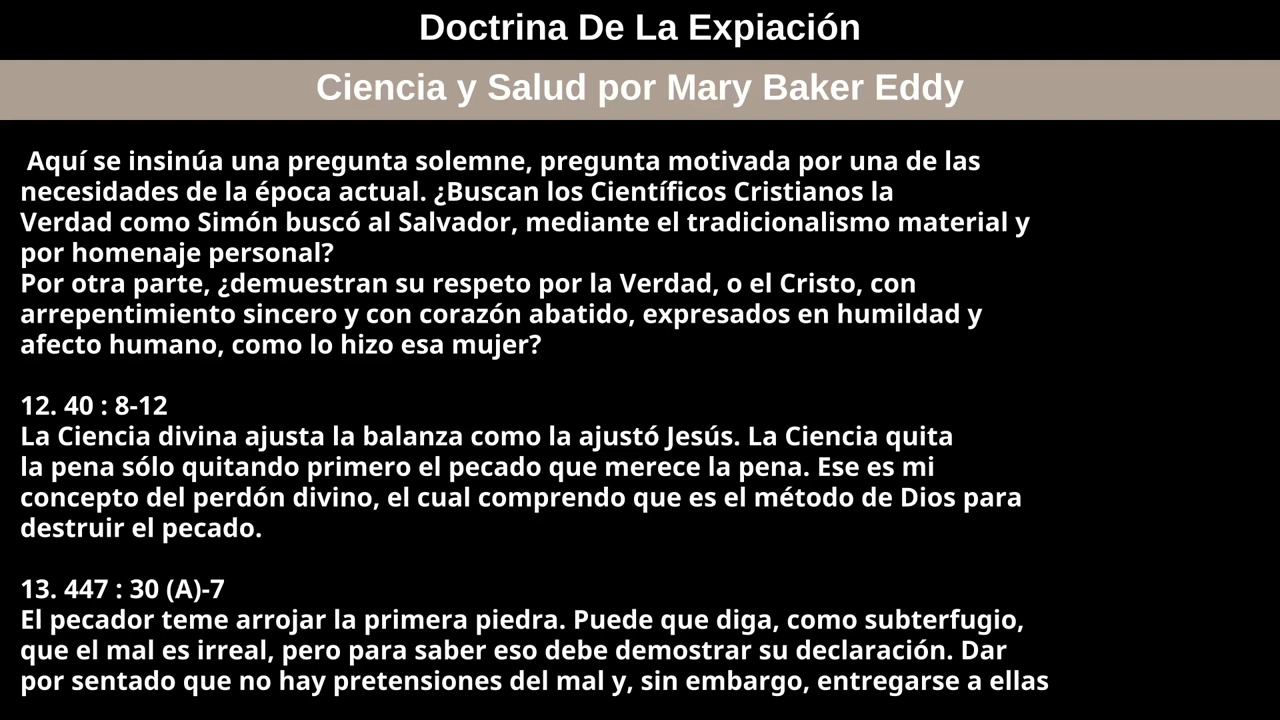 Doctrina De La Expiación
Ciencia y Salud por Mary Baker Eddy
Aquí se insinúa una pregunta solemne, pregunta motivada por una de las
necesidades de la época actual. ¿Buscan los Científicos Cristianos la
Verdad como Simón buscó al Salvador, mediante el tradicionalismo material y
por homenaje personal?
Por otra parte, ¿demuestran su respeto por la Verdad, o el Cristo, con
arrepentimiento sincero y con corazón abatido, expresados en humildad y
afecto humano, como lo hizo esa mujer?
12. 40 : 8-12
La Ciencia divina ajusta la balanza como la ajustó Jesús. La Ciencia quita
la pena sólo quitando primero el pecado que merece la pena. Ese es mi
concepto del perdón divino, el cual comprendo que es el método de Dios para
destruir el pecado.
13. 447 : 30 (A)-7
El pecador teme arrojar la primera piedra. Puede que diga, como subterfugio,
que el mal es irreal, pero para saber eso debe demostrar su declaración. Dar
por sentado que no hay pretensiones del mal y, sin embargo, entregarse a ellas